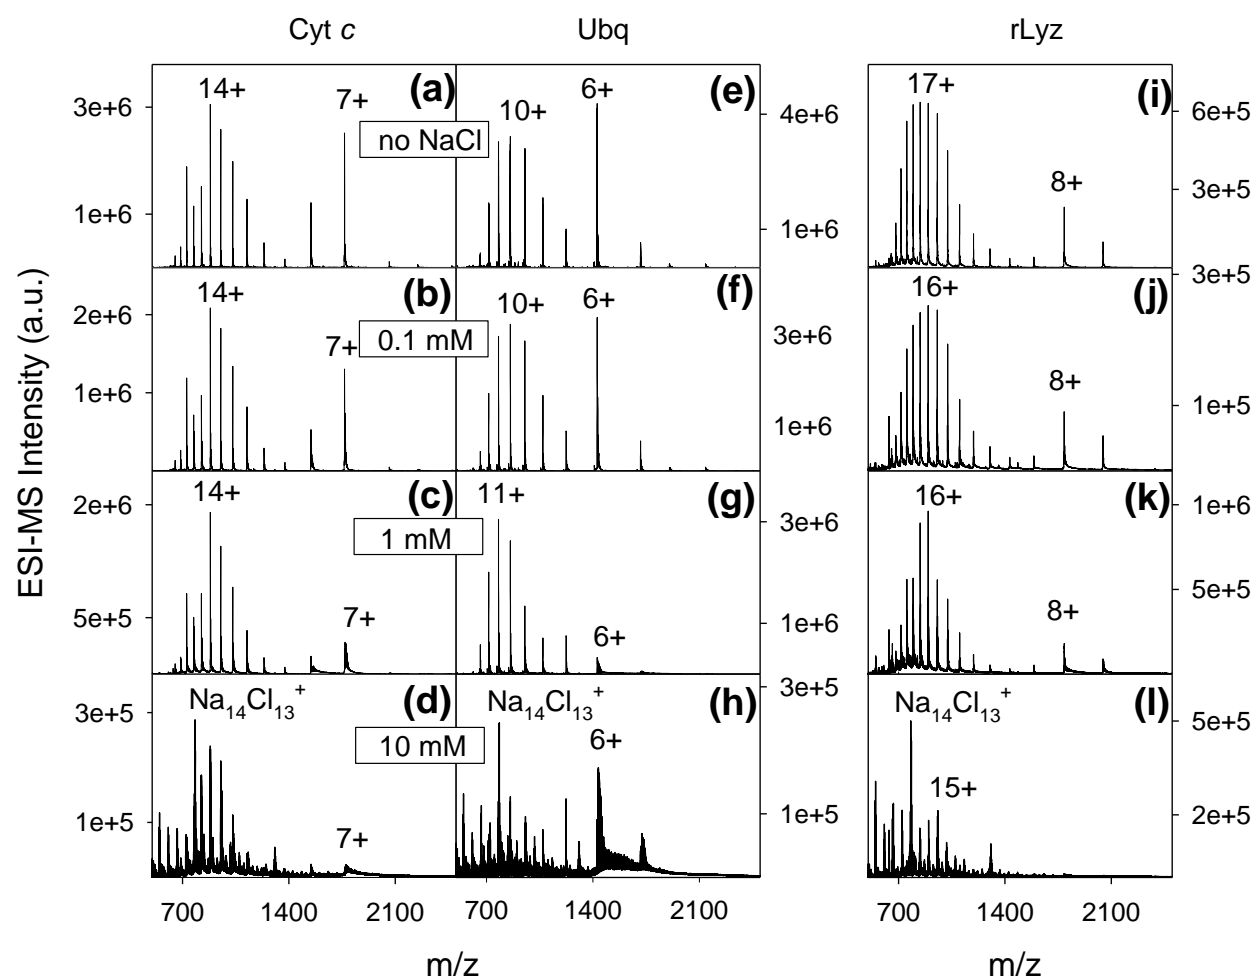 Cyt c Ubq rLyz
ESI-MS Intensity (a.u.)
14+ 7+ (a) 10+ 6+ (e) 17+ 8+ (i)
no NaCl
3e+6
1e+6
4e+6
1e+6
6e+5
3e+5
14+ 7+ (b) 10+ 6+ (f) 16+ 8+ (j)
0.1 mM
2e+6
1e+6
3e+6
1e+6
3e+5
1e+5
14+ 7+ (c) 11+ 6+ (g) 16+ 8+ (k)
1 mM
2e+6
5e+5
3e+6
1e+6
1e+6
5e+5
Na₁₄Cl₁₃⁺ 7+ (d) Na₁₄Cl₁₃⁺ 6+ (h) Na₁₄Cl₁₃⁺ 15+ (l)
10 mM
3e+5
1e+5
3e+5
1e+5
5e+5
2e+5
700 1400 2100 700 1400 2100 700 1400 2100
m/z m/z